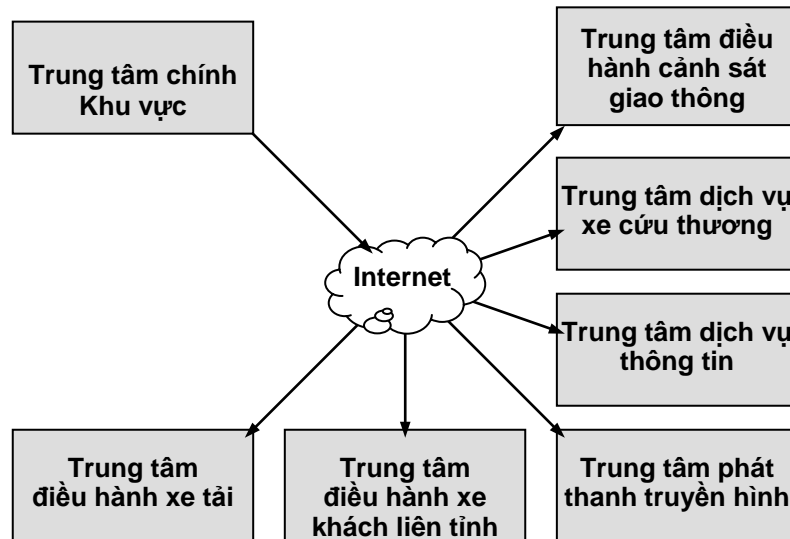 Trung tâm chính
Khu vực
Trung tâm điều
hành cảnh sát
giao thông
Trung tâm dịch vụ
xe cứu thương
Internet
Trung tâm dịch vụ
thông tin
Trung tâm
điều hành xe tải
Trung tâm
điều hành xe
khách liên tỉnh
Trung tâm phát
thanh truyền hình